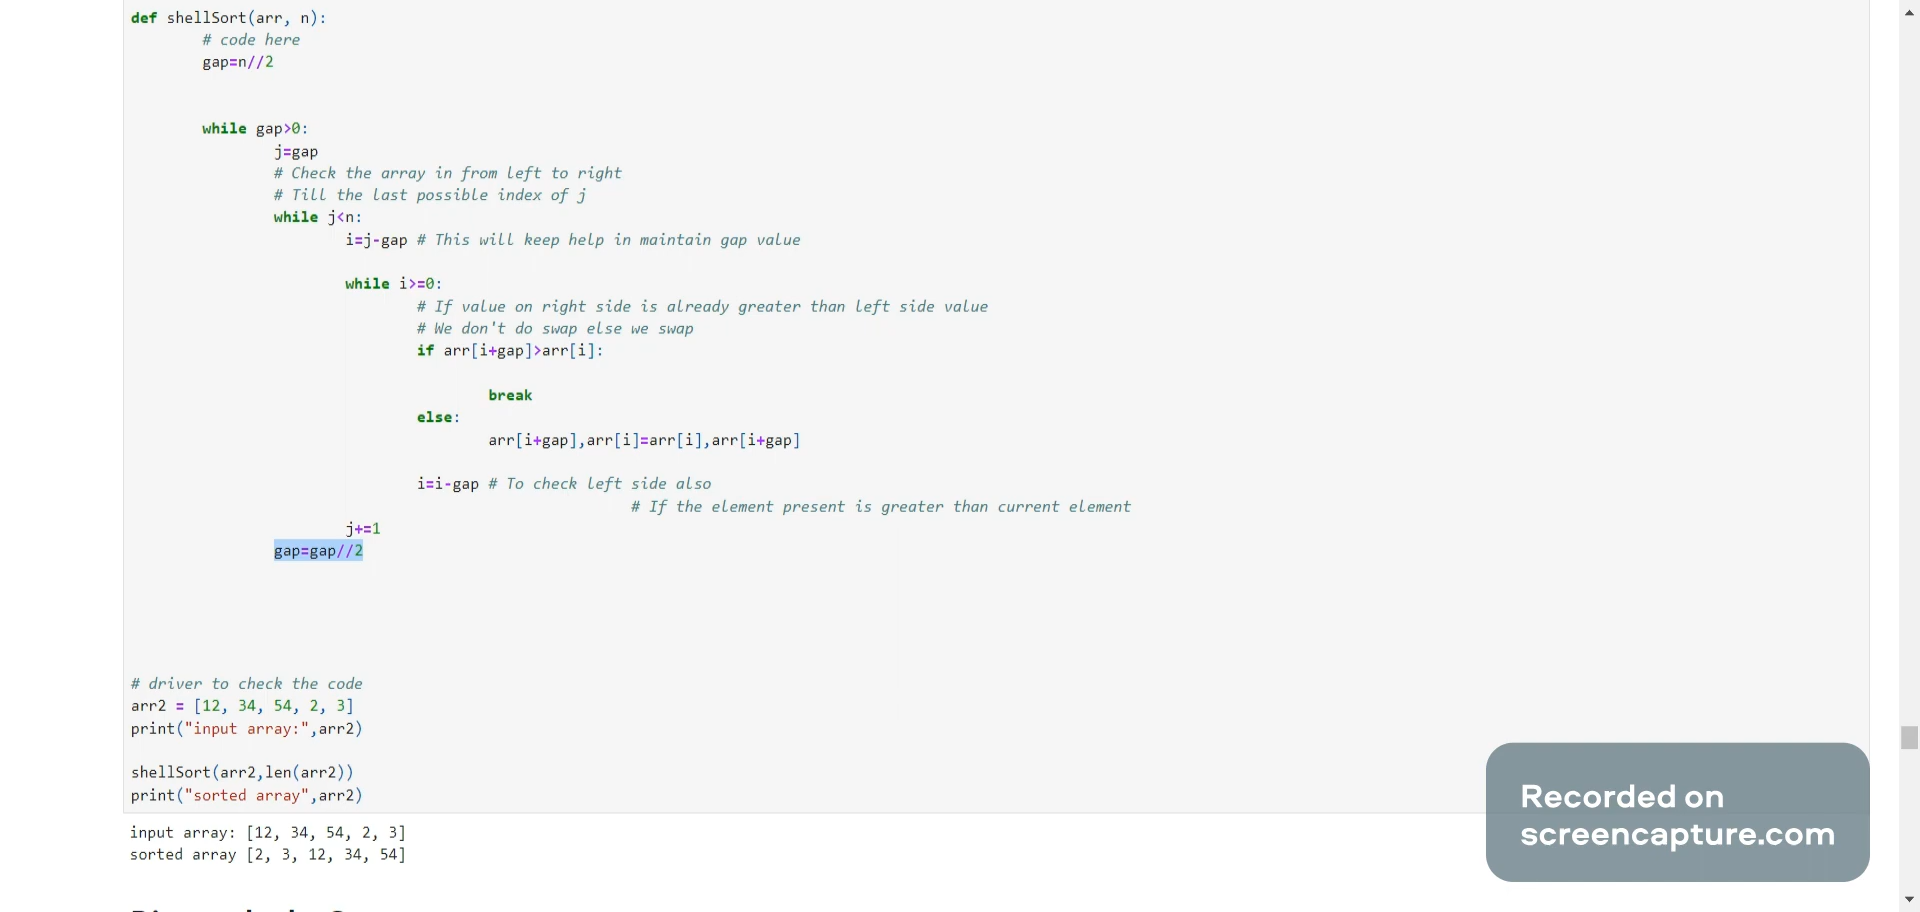 def shellSort(arr, n):
# code here
gap=n//2
while gap>0:
j=gap
# Check the array in from left to right
# Till the last possible index of j
while j<n:
i=j-gap # This will keep help in maintain gap value
while i>=0:
# If value on right side is already greater than left side value
# We don't do swap else we swap
if arr[i+gap]>arr[i]:
break
else:
arr[i+gap],arr[i]=arr[i],arr[i+gap]
i=i-gap # To check left side also
# If the element present is greater than current element
j+=1
gap=gap//2
# driver to check the code
arr2 = [12, 34, 54, 2, 3]
print("input array:",arr2)
shellSort(arr2,len(arr2))
print("sorted array",arr2)
input array: [12, 34, 54, 2, 3]
sorted array [2, 3, 12, 34, 54]
Recorded on
screencapture.com